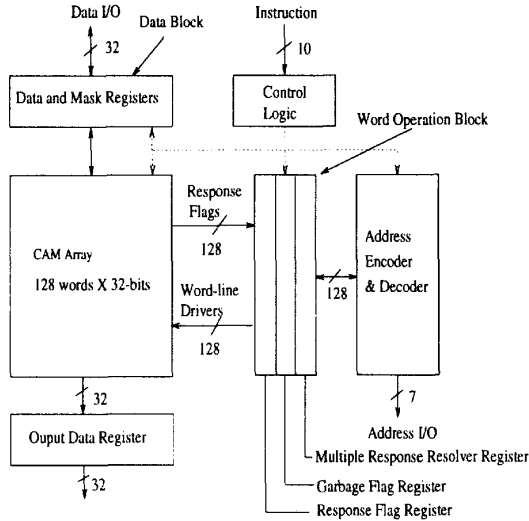 Data I/O
32
Data Block
Instruction
10
Data and Mask Registers
Control
Logic
Word Operation Block
Response
Flags
128
CAM Array
128 words X 32-bits
Word-line
Drivers
128
Address
Encoder
& Decoder
128
32
7
Ouput Data Register
Address I/O
Multiple Response Resolver Register
32
Garbage Flag Register
Response Flag Register